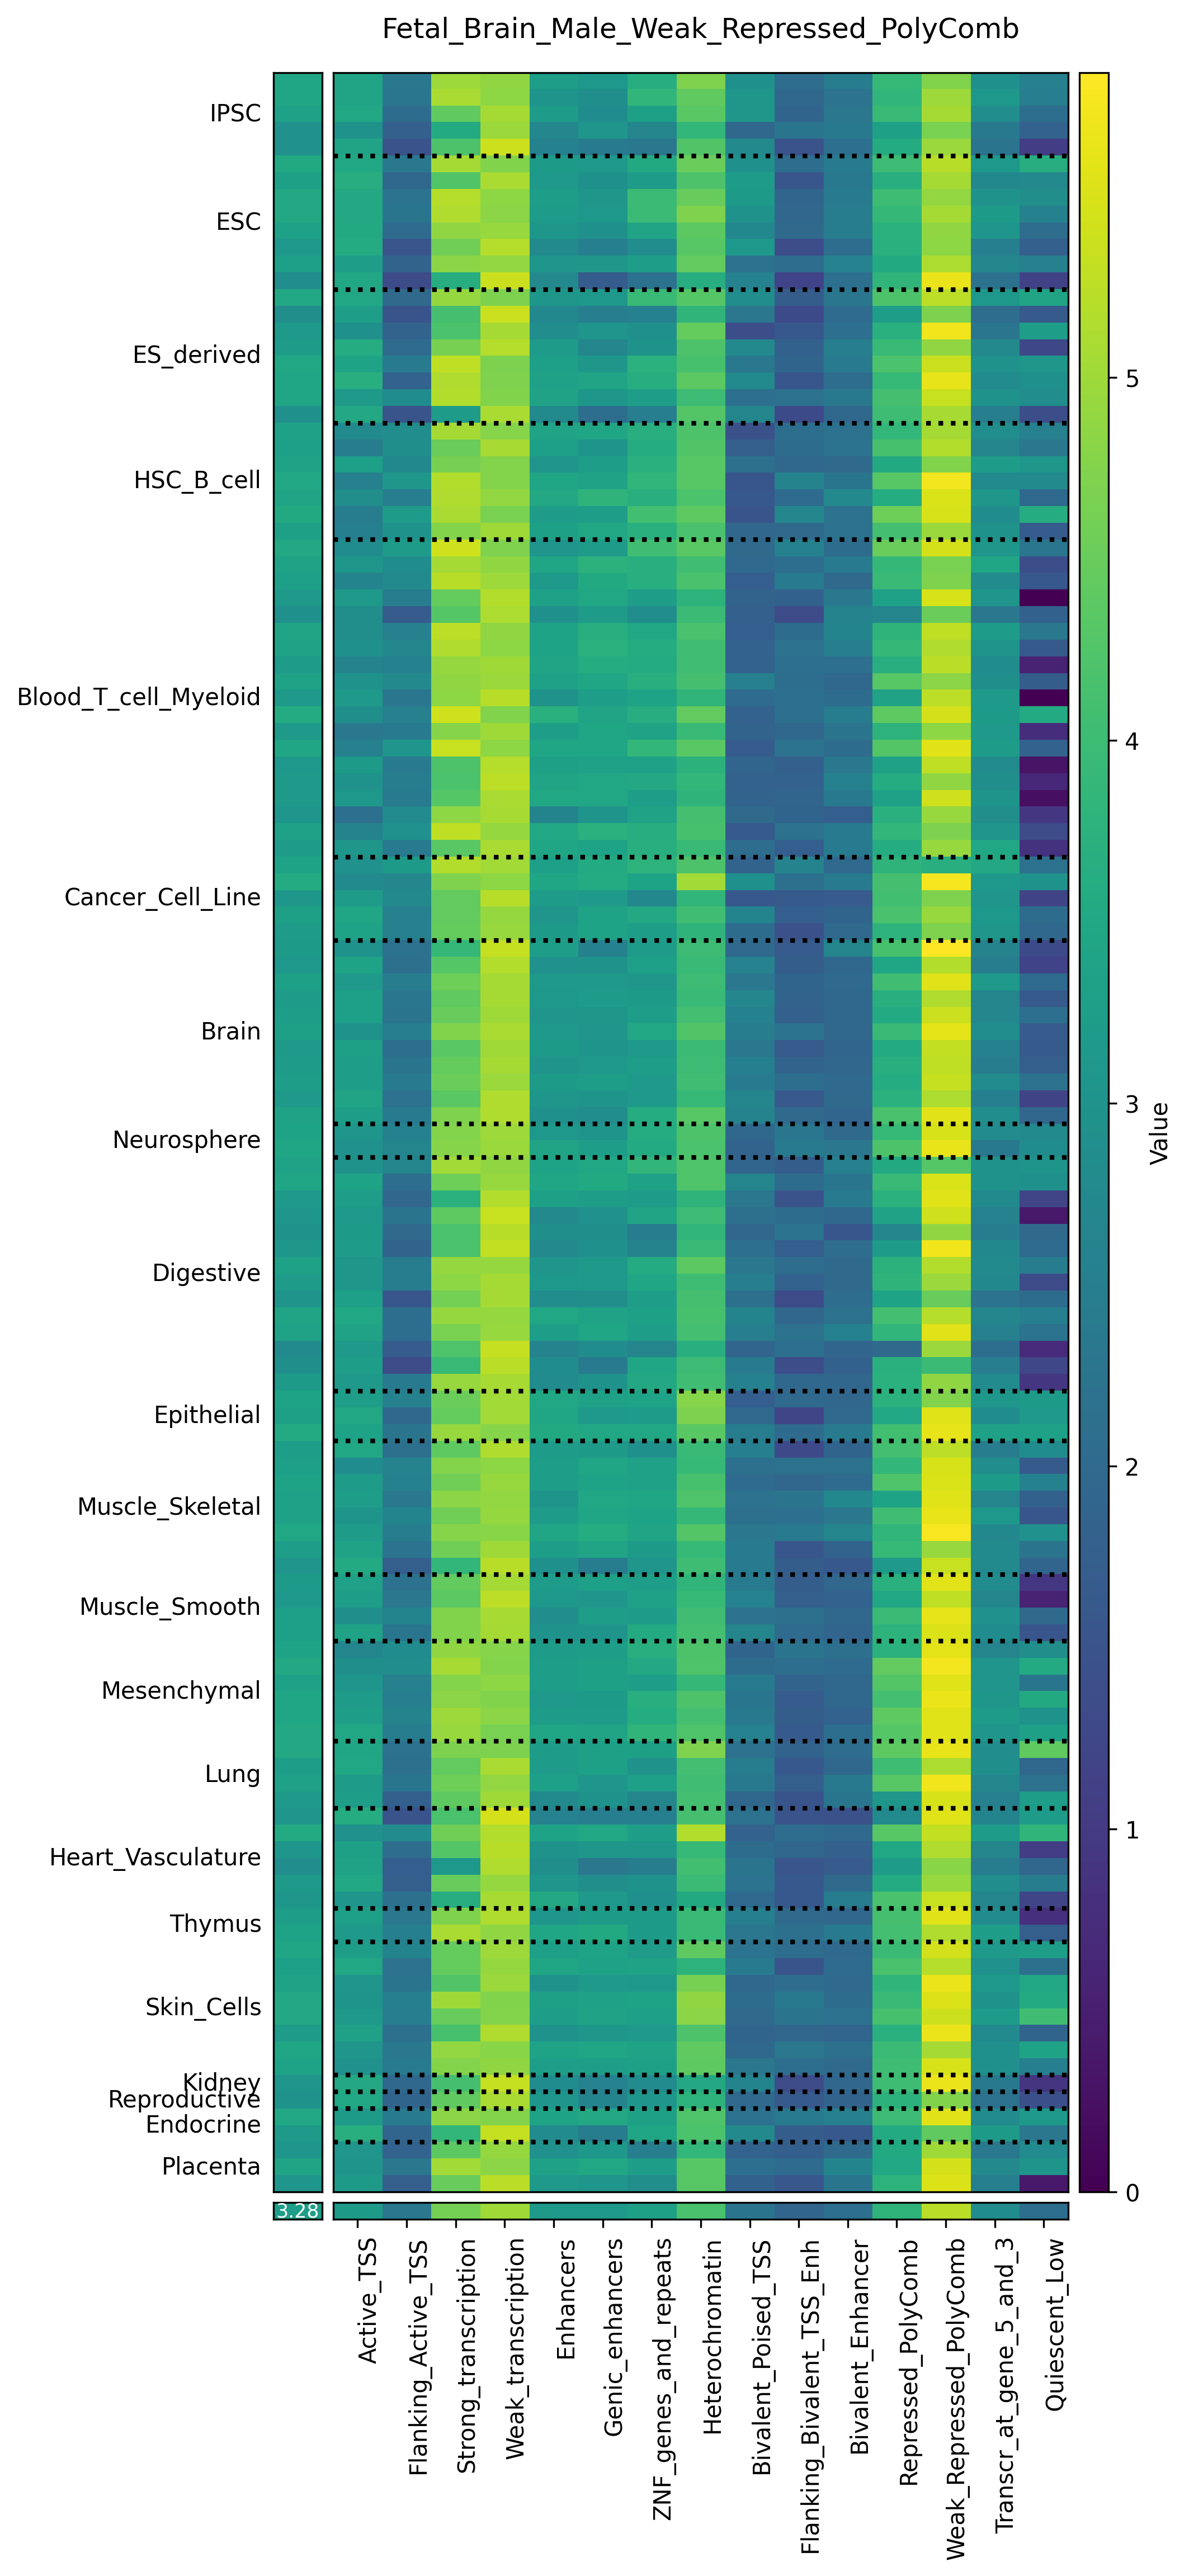 Fetal_Brain_Male_Weak_Repressed_PolyComb
IPSC
ESC
ES_derived
HSC_B_cell
Blood_T_cell_Myeloid
Cancer_Cell_Line
Brain
Neurosphere
Digestive
Epithelial
Muscle_Skeletal
Muscle_Smooth
Mesenchymal
Lung
Heart_Vasculature
Thymus
Skin_Cells
Kidney
Reproductive
Endocrine
Placenta
3.28
Active_TSS
Flanking_Active_TSS
Strong_transcription
Weak_transcription
Enhancers
Genic_enhancers
ZNF_genes_and_repeats
Heterochromatin
Bivalent_Poised_TSS
Flanking_Bivalent_TSS_Enh
Bivalent_Enhancer
Repressed_PolyComb
Weak_Repressed_PolyComb
Transcr_at_gene_5_and_3
Quiescent_Low
5
4
3
2
1
0
Value